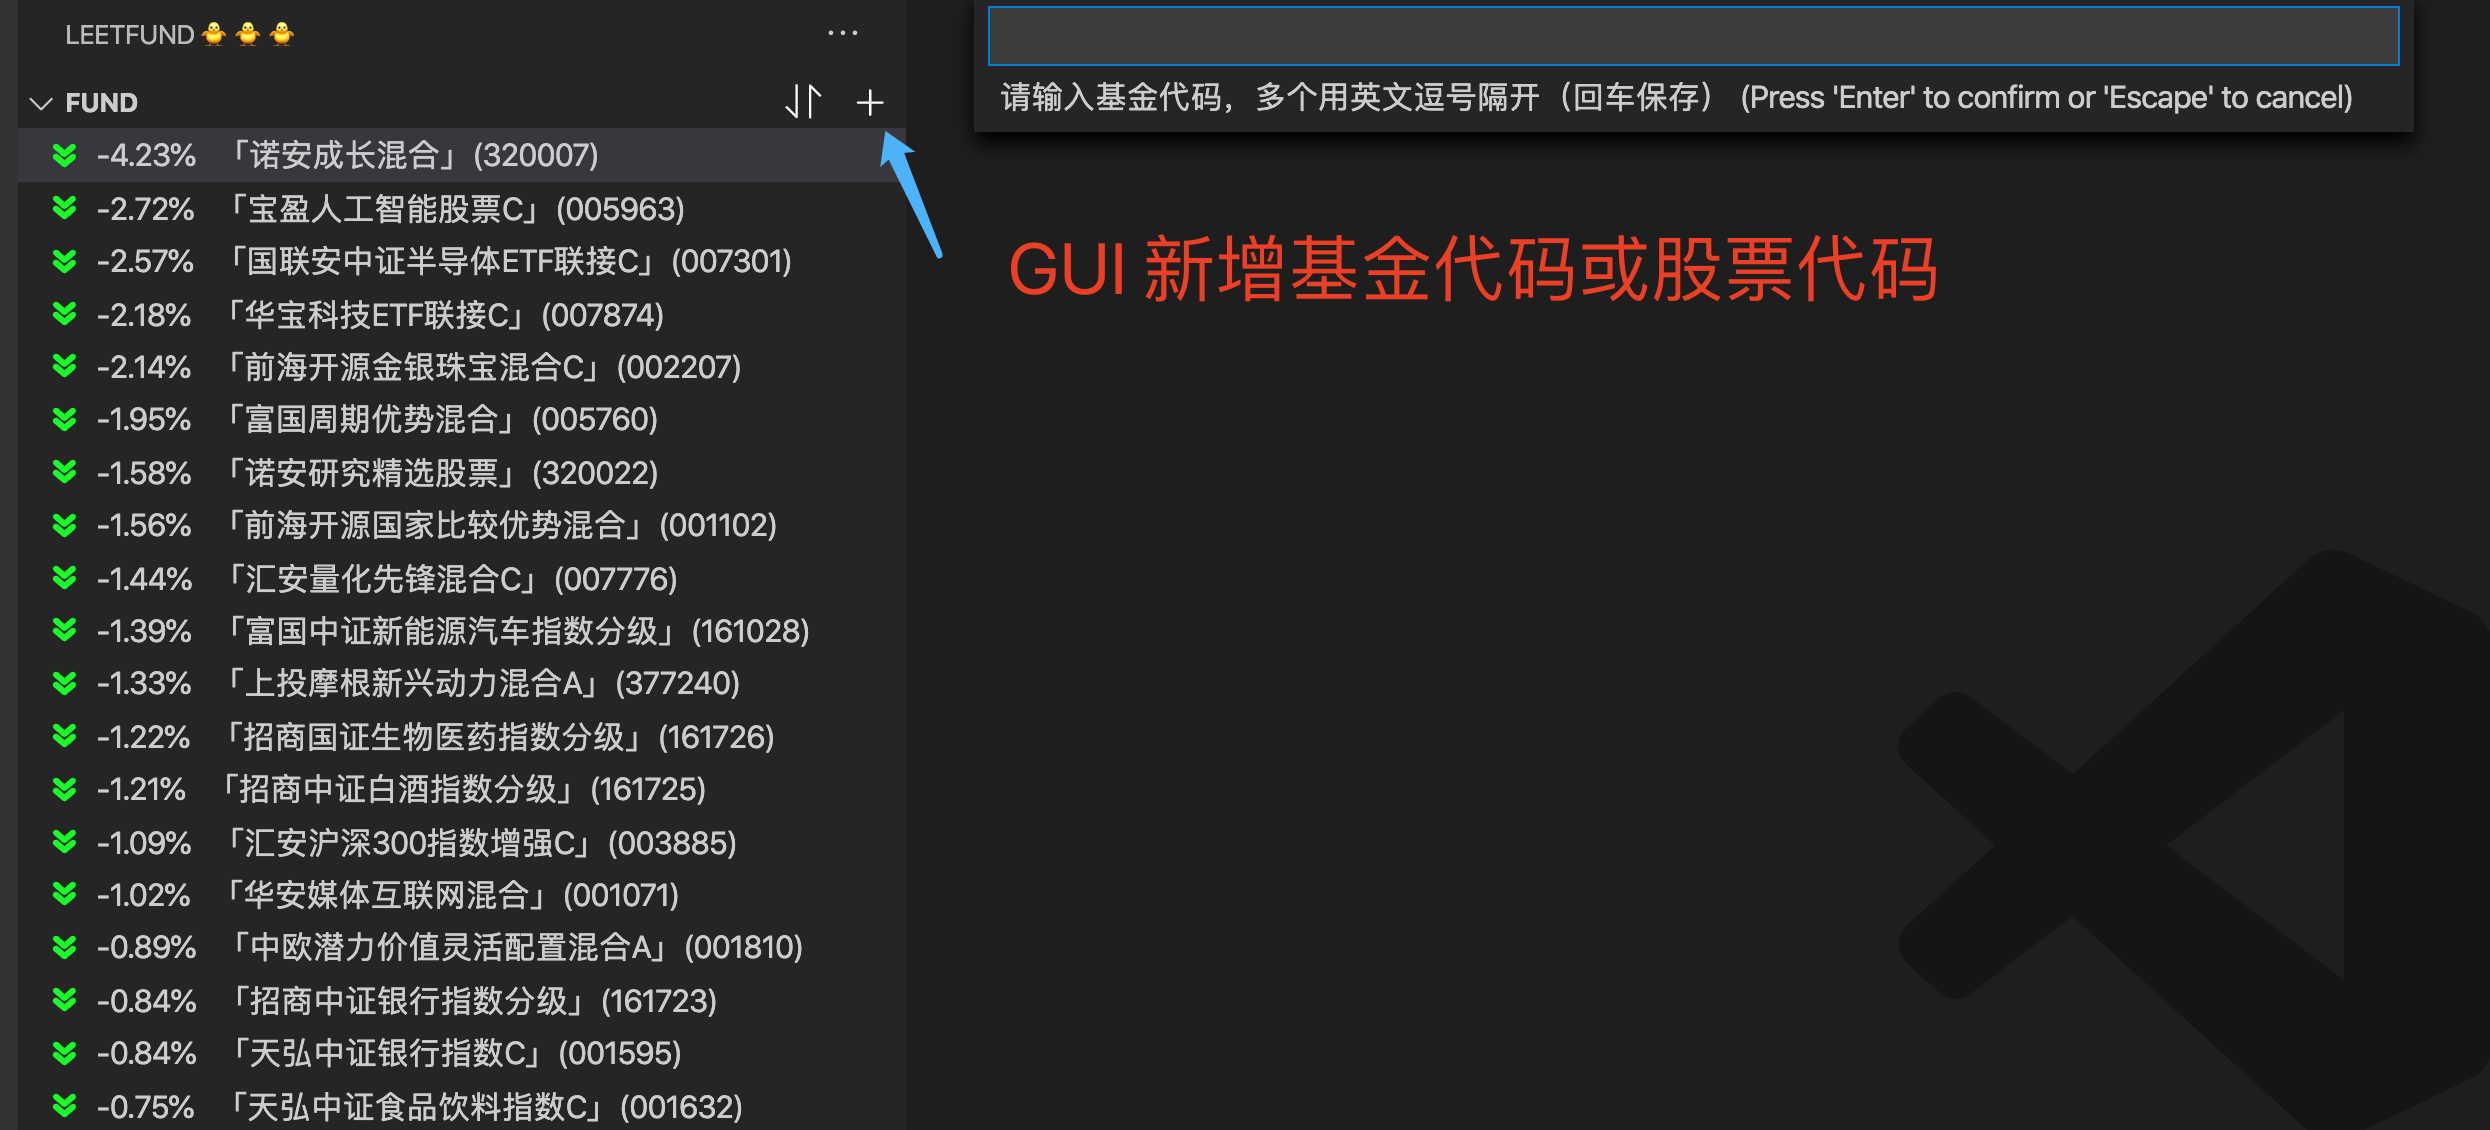 LEETFUND🐥🐥🐥
···
FUND
-4.23% 「诺安成长混合」(320007)
-2.72% 「宝盈人工智能股票C」(005963)
-2.57% 「国联安中证半导体ETF联接C」(007301)
-2.18% 「华宝科技ETF联接C」(007874)
-2.14% 「前海开源金银珠宝混合C」(002207)
-1.95% 「富国周期优势混合」(005760)
-1.58% 「诺安研究精选股票」(320022)
-1.56% 「前海开源国家比较优势混合」(001102)
-1.44% 「汇安量化先锋混合C」(007776)
-1.39% 「富国中证新能源汽车指数分级」(161028)
-1.33% 「上投摩根新兴动力混合A」(377240)
-1.22% 「招商国证生物医药指数分级」(161726)
-1.21% 「招商中证白酒指数分级」(161725)
-1.09% 「汇安沪深300指数增强C」(003885)
-1.02% 「华安媒体互联网混合」(001071)
-0.89% 「中欧潜力价值灵活配置混合A」(001810)
-0.84% 「招商中证银行指数分级」(161723)
-0.84% 「天弘中证银行指数C」(001595)
-0.75% 「天弘中证食品饮料指数C」(001632)
请输入基金代码，多个用英文逗号隔开（回车保存） (Press 'Enter' to confirm or 'Escape' to cancel)
GUI 新增基金代码或股票代码